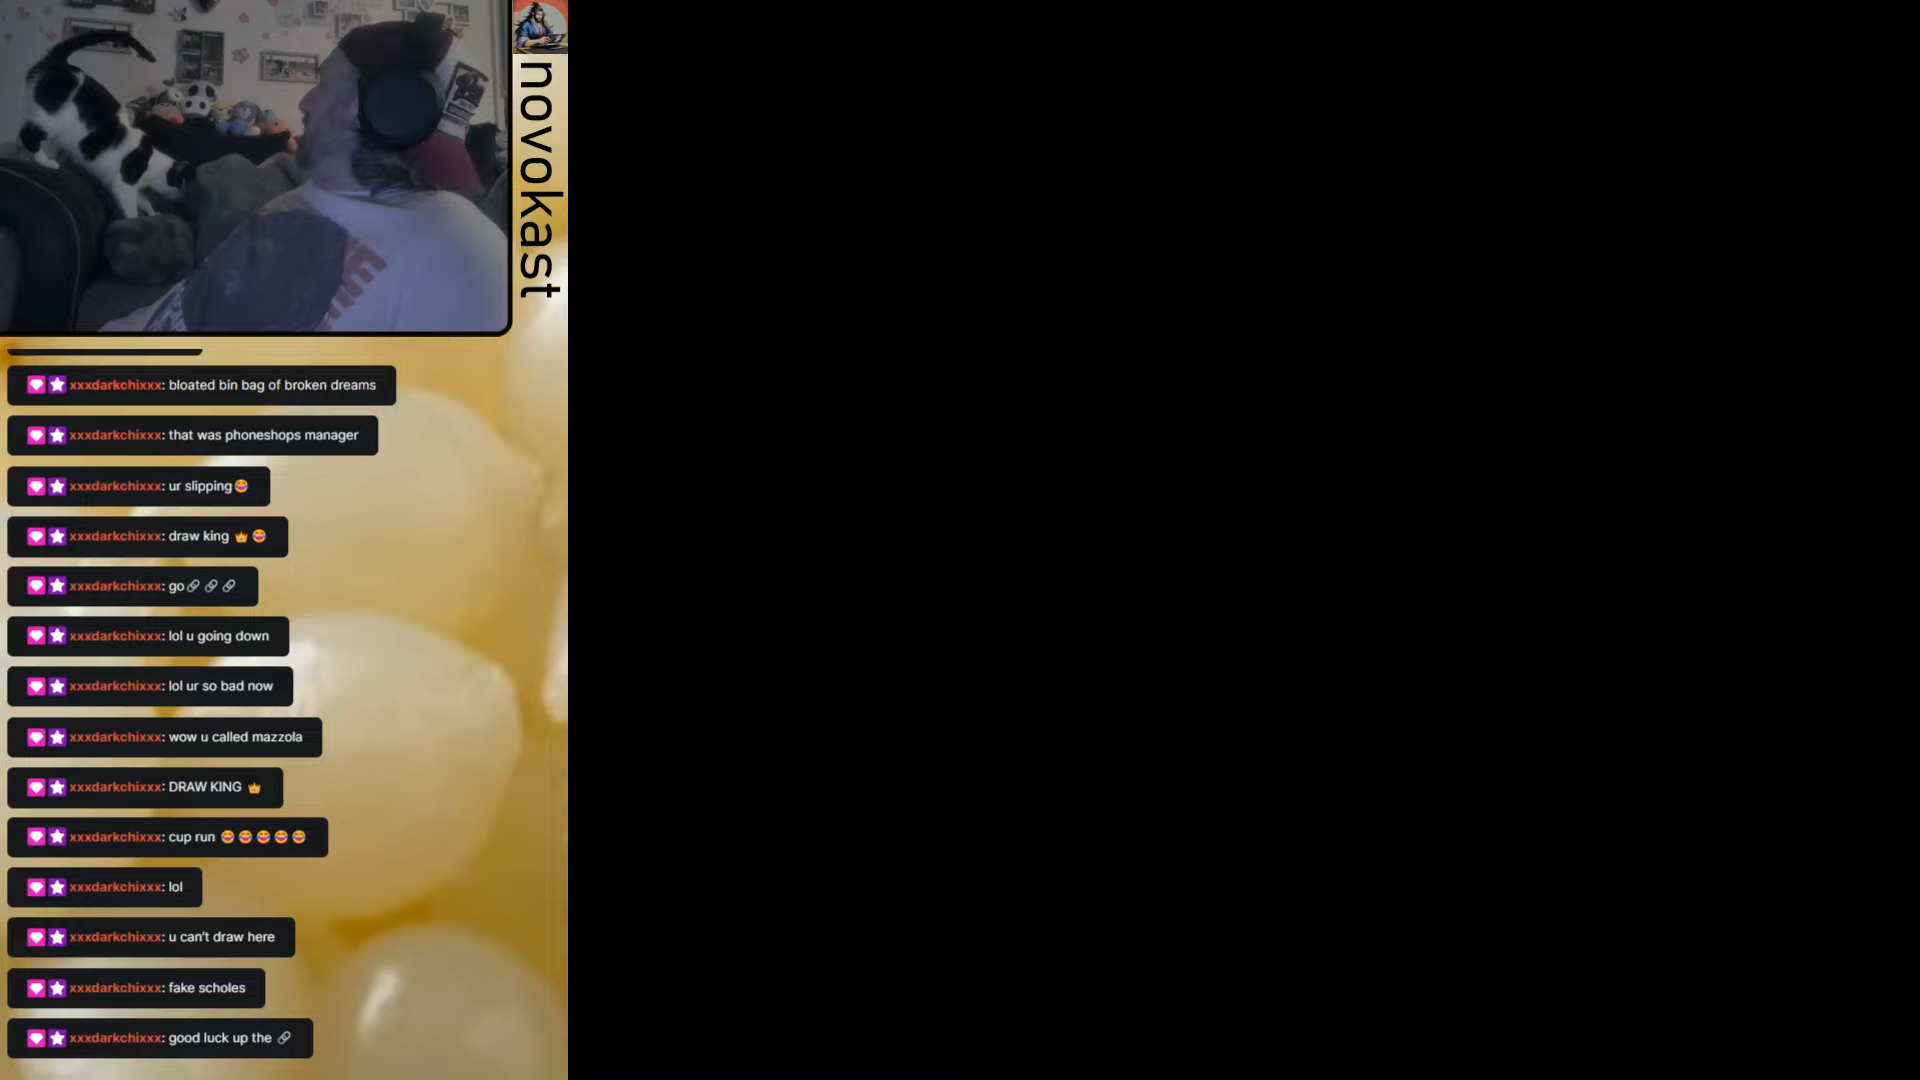 novokast
xxxdarkchixxx: bloated bin bag of broken dreams
xxxdarkchixxx: that was phoneshops manager
xxxdarkchixxx: ur slipping😂
xxxdarkchixxx: draw king 👑 😂
xxxdarkchixxx: go🔗 🔗 🔗
xxxdarkchixxx: lol u going down
xxxdarkchixxx: lol ur so bad now
xxxdarkchixxx: wow u called mazzola
xxxdarkchixxx: DRAW KING 👑
xxxdarkchixxx: cup run 😂 😂 😂 😂 😂
xxxdarkchixxx: lol
xxxdarkchixxx: u can't draw here
xxxdarkchixxx: fake scholes
xxxdarkchixxx: good luck up the 🔗